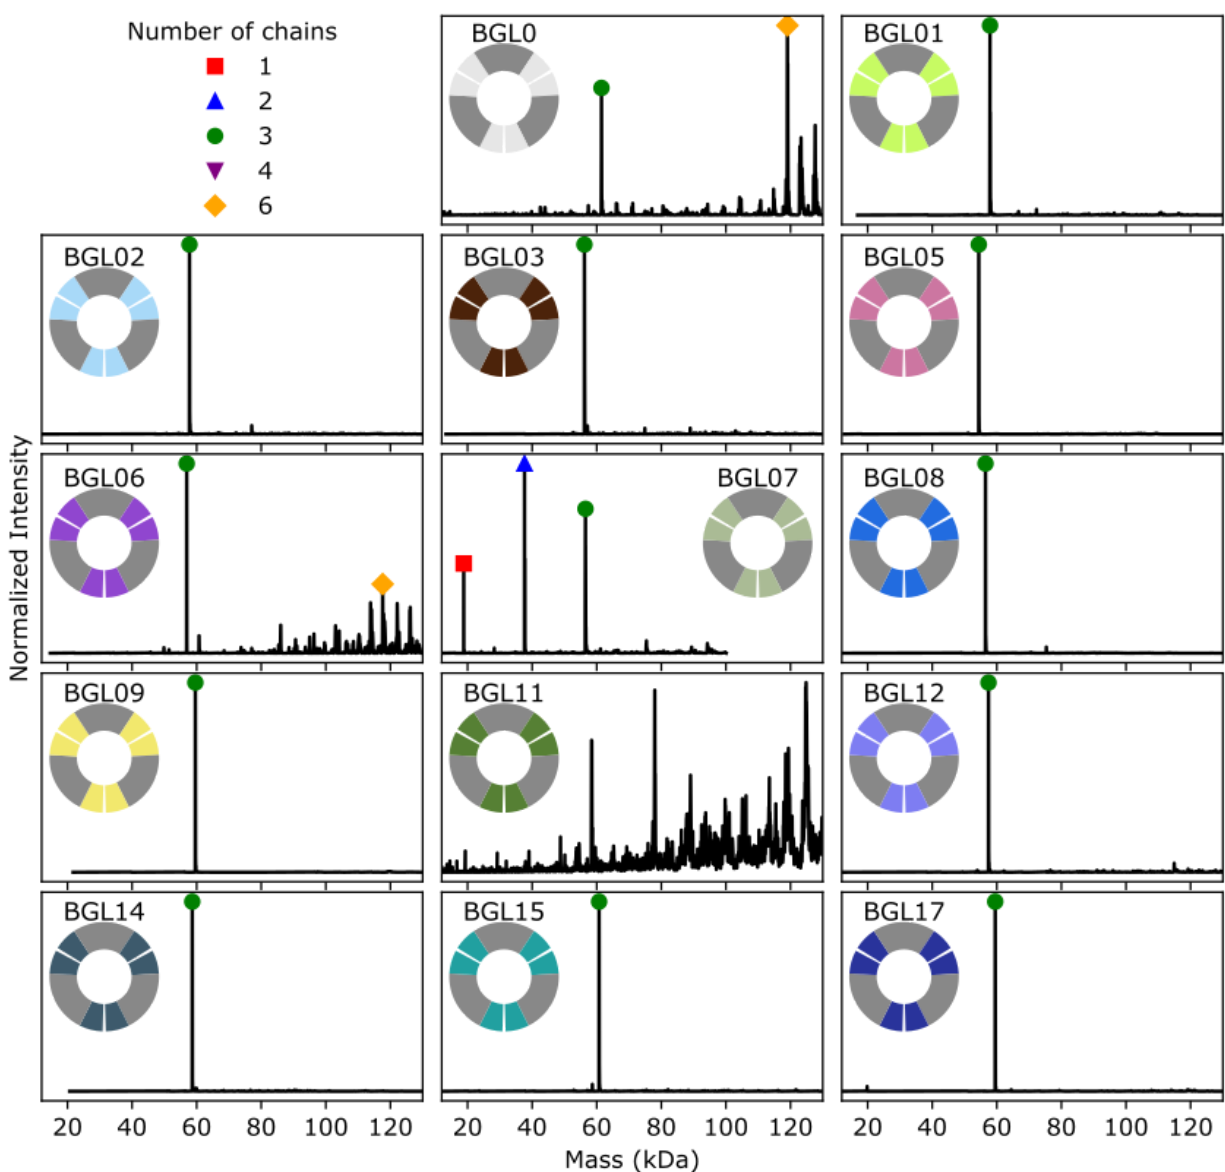 Number of chains
1
2
3
4
6
BGL0
BGL01
BGL02
BGL03
BGL05
BGL06
BGL07
BGL08
BGL09
BGL11
BGL12
BGL14
BGL15
BGL17
Normalized Intensity
20 40 60 80 100 120
20 40 60 80 100 120
20 40 60 80 100 120
Mass (kDa)